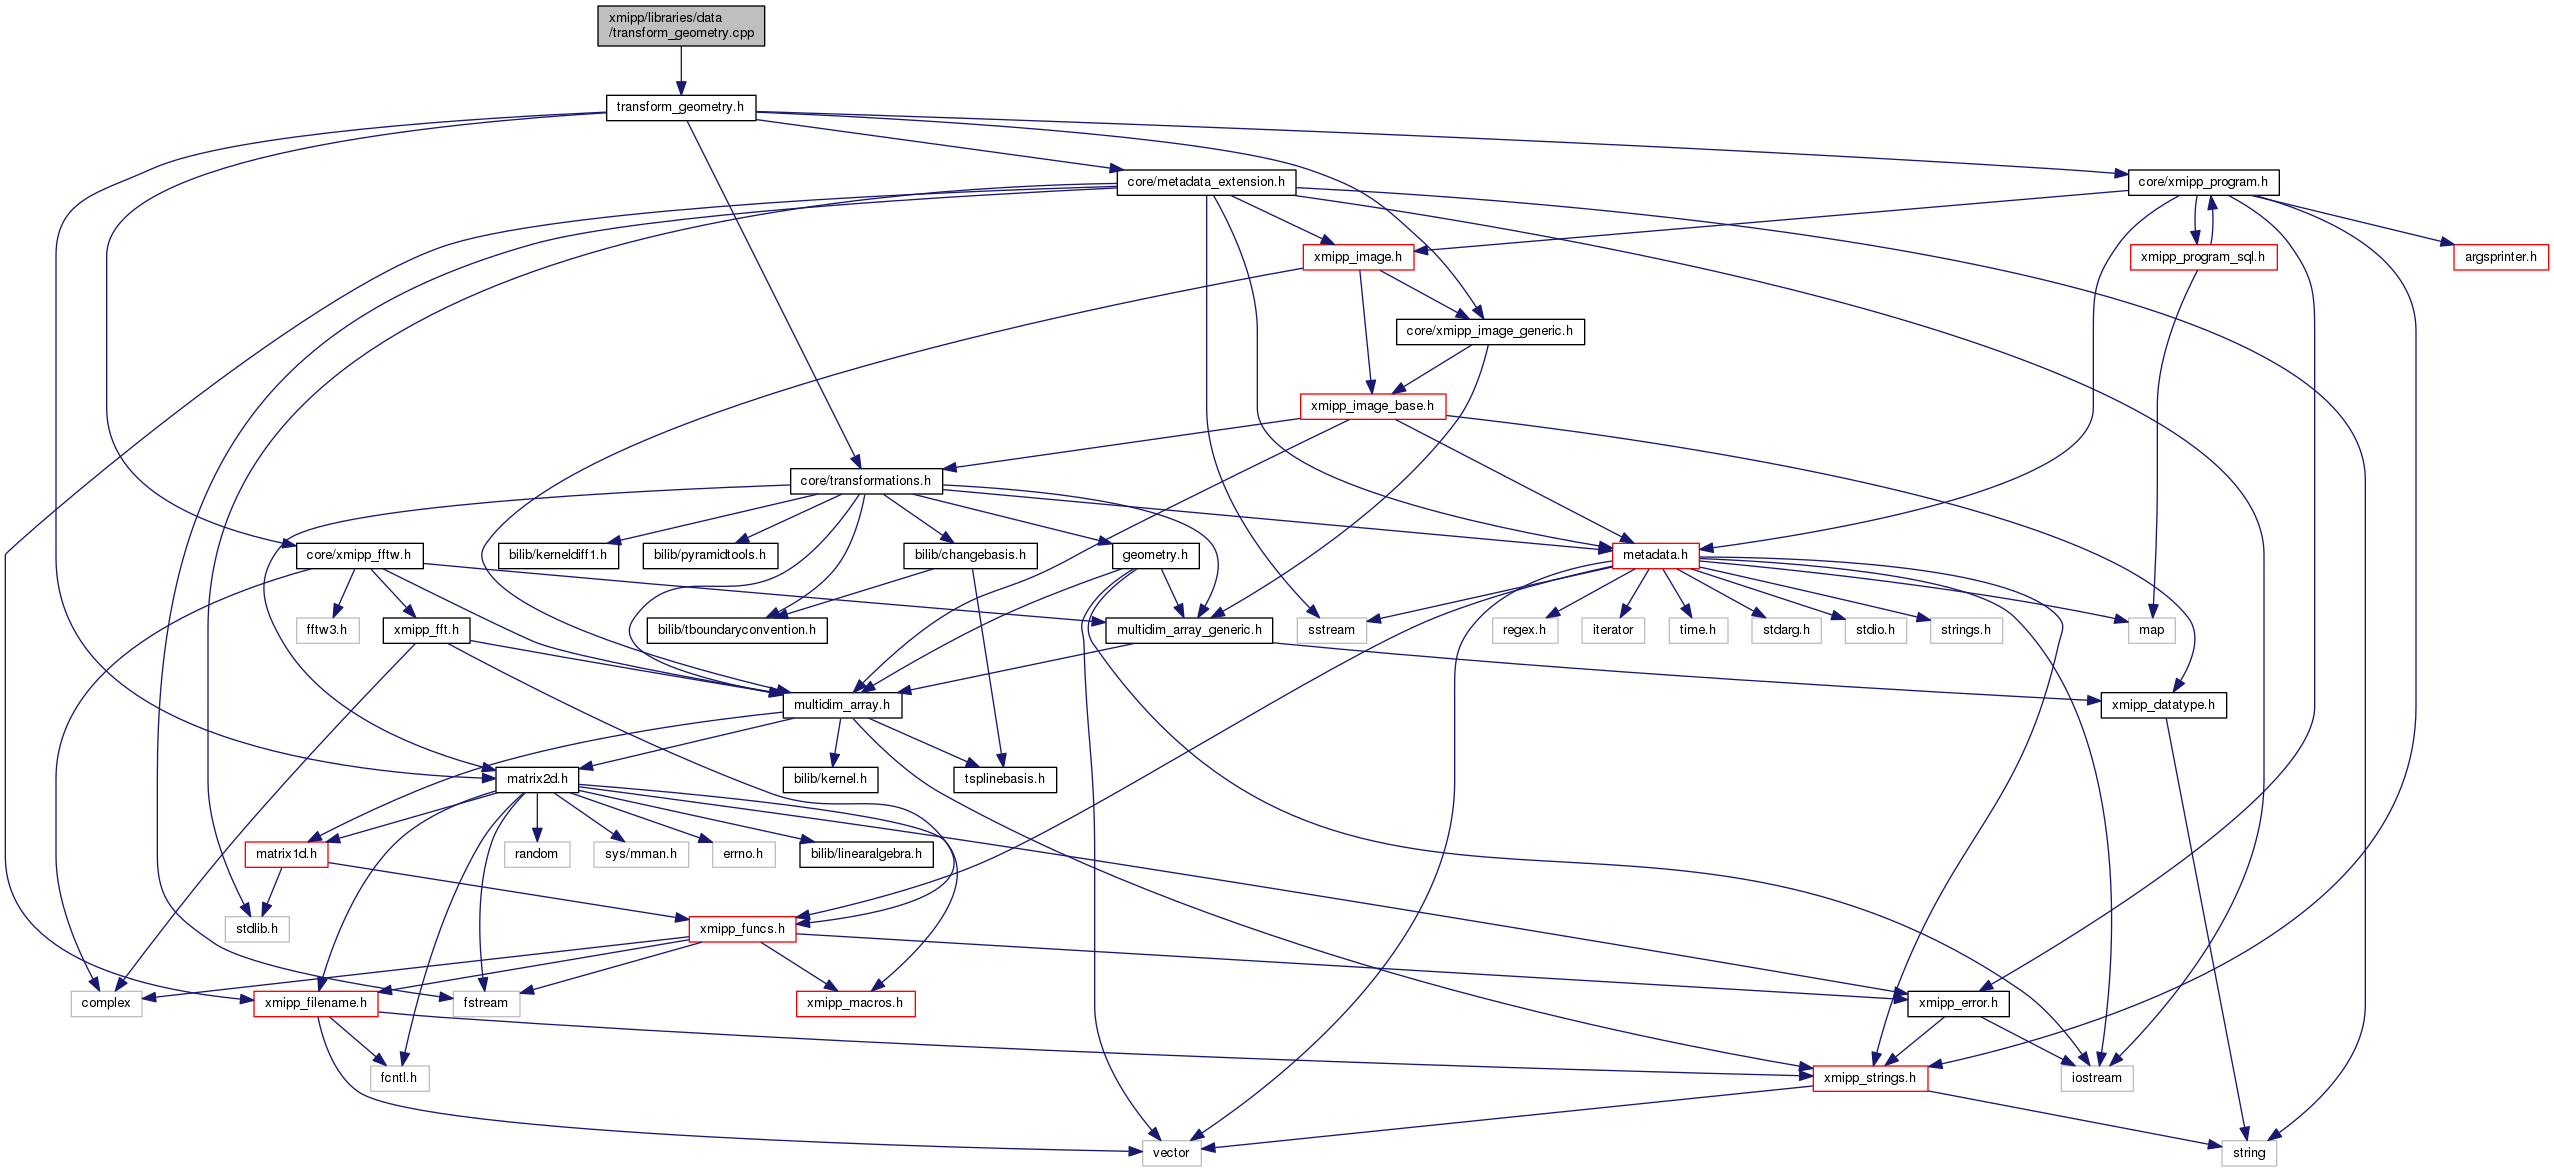 xmipp/libraries/data
/transform_geometry.cpp
transform_geometry.h
core/metadata_extension.h
core/xmipp_program.h
xmipp_image.h
xmipp_program_sql.h
argsprinter.h
core/xmipp_image_generic.h
xmipp_image_base.h
core/transformations.h
core/xmipp_fftw.h
bilib/kerneldiff1.h
bilib/pyramidtools.h
bilib/changebasis.h
geometry.h
metadata.h
fftw3.h
xmipp_fft.h
bilib/tboundaryconvention.h
multidim_array_generic.h
sstream
regex.h
iterator
time.h
stdarg.h
stdio.h
strings.h
map
multidim_array.h
xmipp_datatype.h
matrix2d.h
bilib/kernel.h
tsplinebasis.h
matrix1d.h
random
sys/mman.h
errno.h
bilib/linearalgebra.h
stdlib.h
xmipp_funcs.h
complex
xmipp_filename.h
fstream
xmipp_macros.h
xmipp_error.h
fcntl.h
xmipp_strings.h
iostream
vector
string